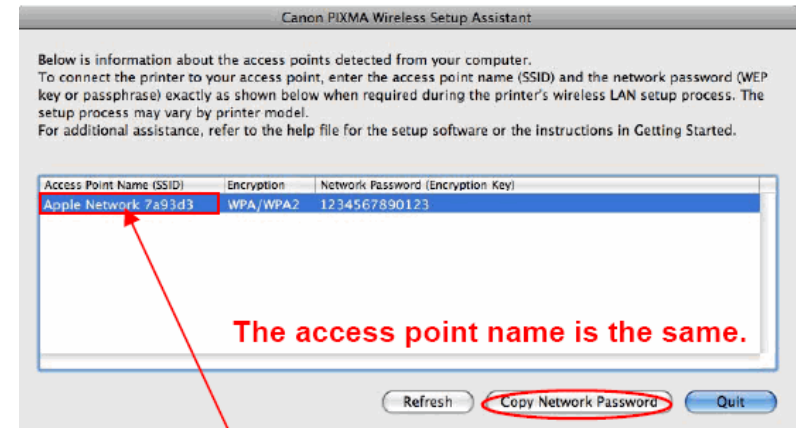 Canon PIXMA Wireless Setup Assistant
Below is information about the access points detected from your computer.
To connect the printer to your access point, enter the access point name (SSID) and the network password (WEP
key or passphrase) exactly as shown below when required during the printer's wireless LAN setup process. The
setup process may vary by printer model.
For additional assistance, refer to the help file for the setup software or the instructions in Getting Started.
Access Point Name (SSID) Encryption Network Password (Encryption Key)
Apple Network 7a93d3 WPA/WPA2 1234567890123
The access point name is the same.
Refresh Copy Network Password Quit